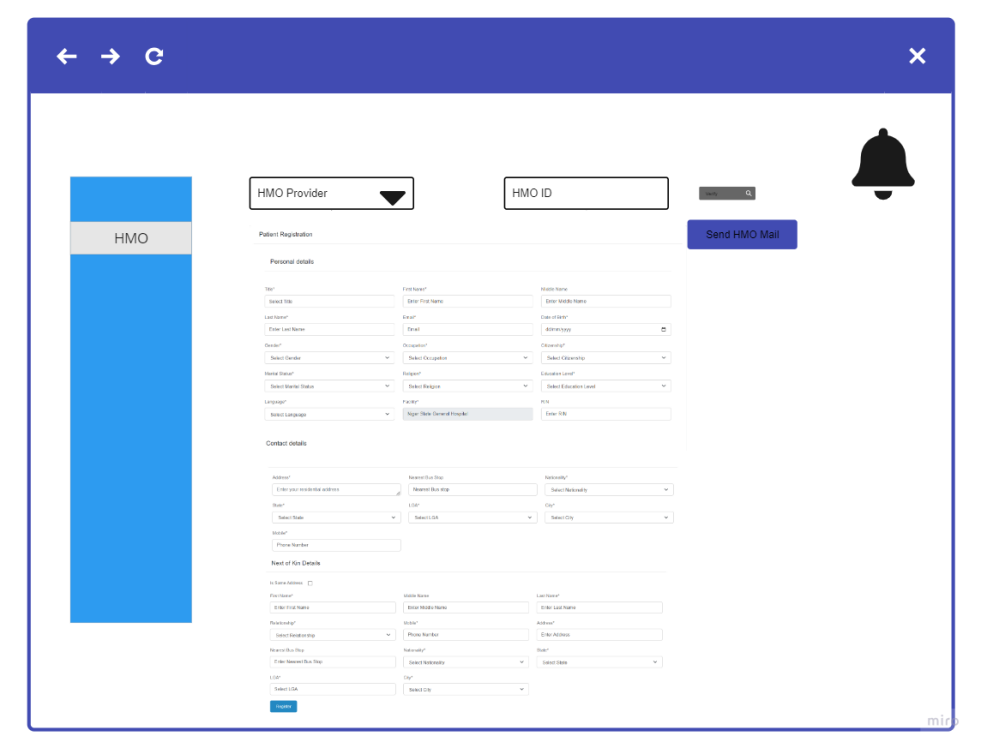 HMO Provider
HMO ID
HMO
Send HMO Mail
Patient Registration
Personal details
Title*
First Name*
Middle Name
Select Title
Enter First Name
Enter Middle Name
Last Name*
Email*
Date of Birth*
Enter Last Name
Email
dd/mm/yyyy
Gender*
Occupation*
Citizenship*
Select Gender
Select Occupation
Select Citizenship
Marital Status*
Religion*
Education Level*
Select Marital Status
Select Religion
Select Education Level
Language*
Facility*
Select Language
Niger State General Hospital
Contact details
Address*
Nearest Bus Stop
Nationality*
Enter your residential address
Nearest Bus stop
Select Nationality
State*
LGA*
City*
Select State
Select LGA
Select City
Mobile*
Phone Number
Next of Kin Details
Is Same Address
First Name*
Middle Name
Last Name*
Enter First Name
Enter Middle Name
Enter Last Name
Relationship*
Mobile*
Address*
Select Relationship
Phone Number
Enter Address
Nearest Bus Stop
Nationality*
State*
Enter Nearest Bus Stop
Select Nationality
Select State
LGA*
City*
Select LGA
Select City
Register
miro